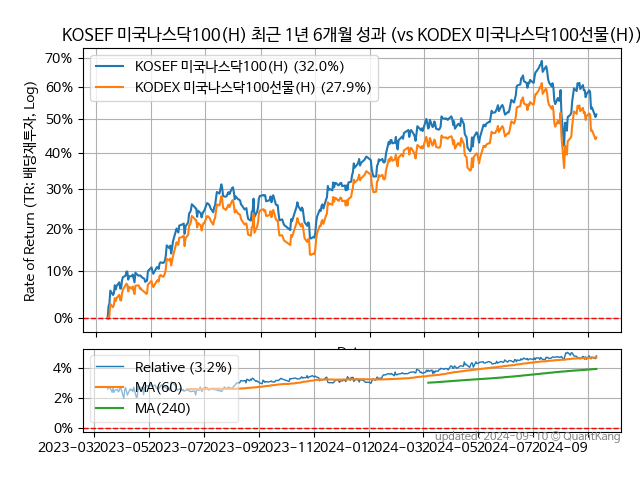 KOSEF 미국나스닥100(H) 최근 1년 6개월 성과 (vs KODEX 미국나스닥100선물(H))
Rate of Return (TR: 배당재투자, Log)
70%
60%
50%
40%
30%
20%
10%
0%
KOSEF 미국나스닥100(H) (32.0%)
KODEX 미국나스닥100선물(H) (27.9%)
4%
2%
0%
Relative (3.2%)
MA(60)
MA(240)
updated: 2024-09-10 © QuantKang
2023-03 2023-05 2023-07 2023-09 2023-11 2024-01 2024-03 2024-05 2024-07 2024-09